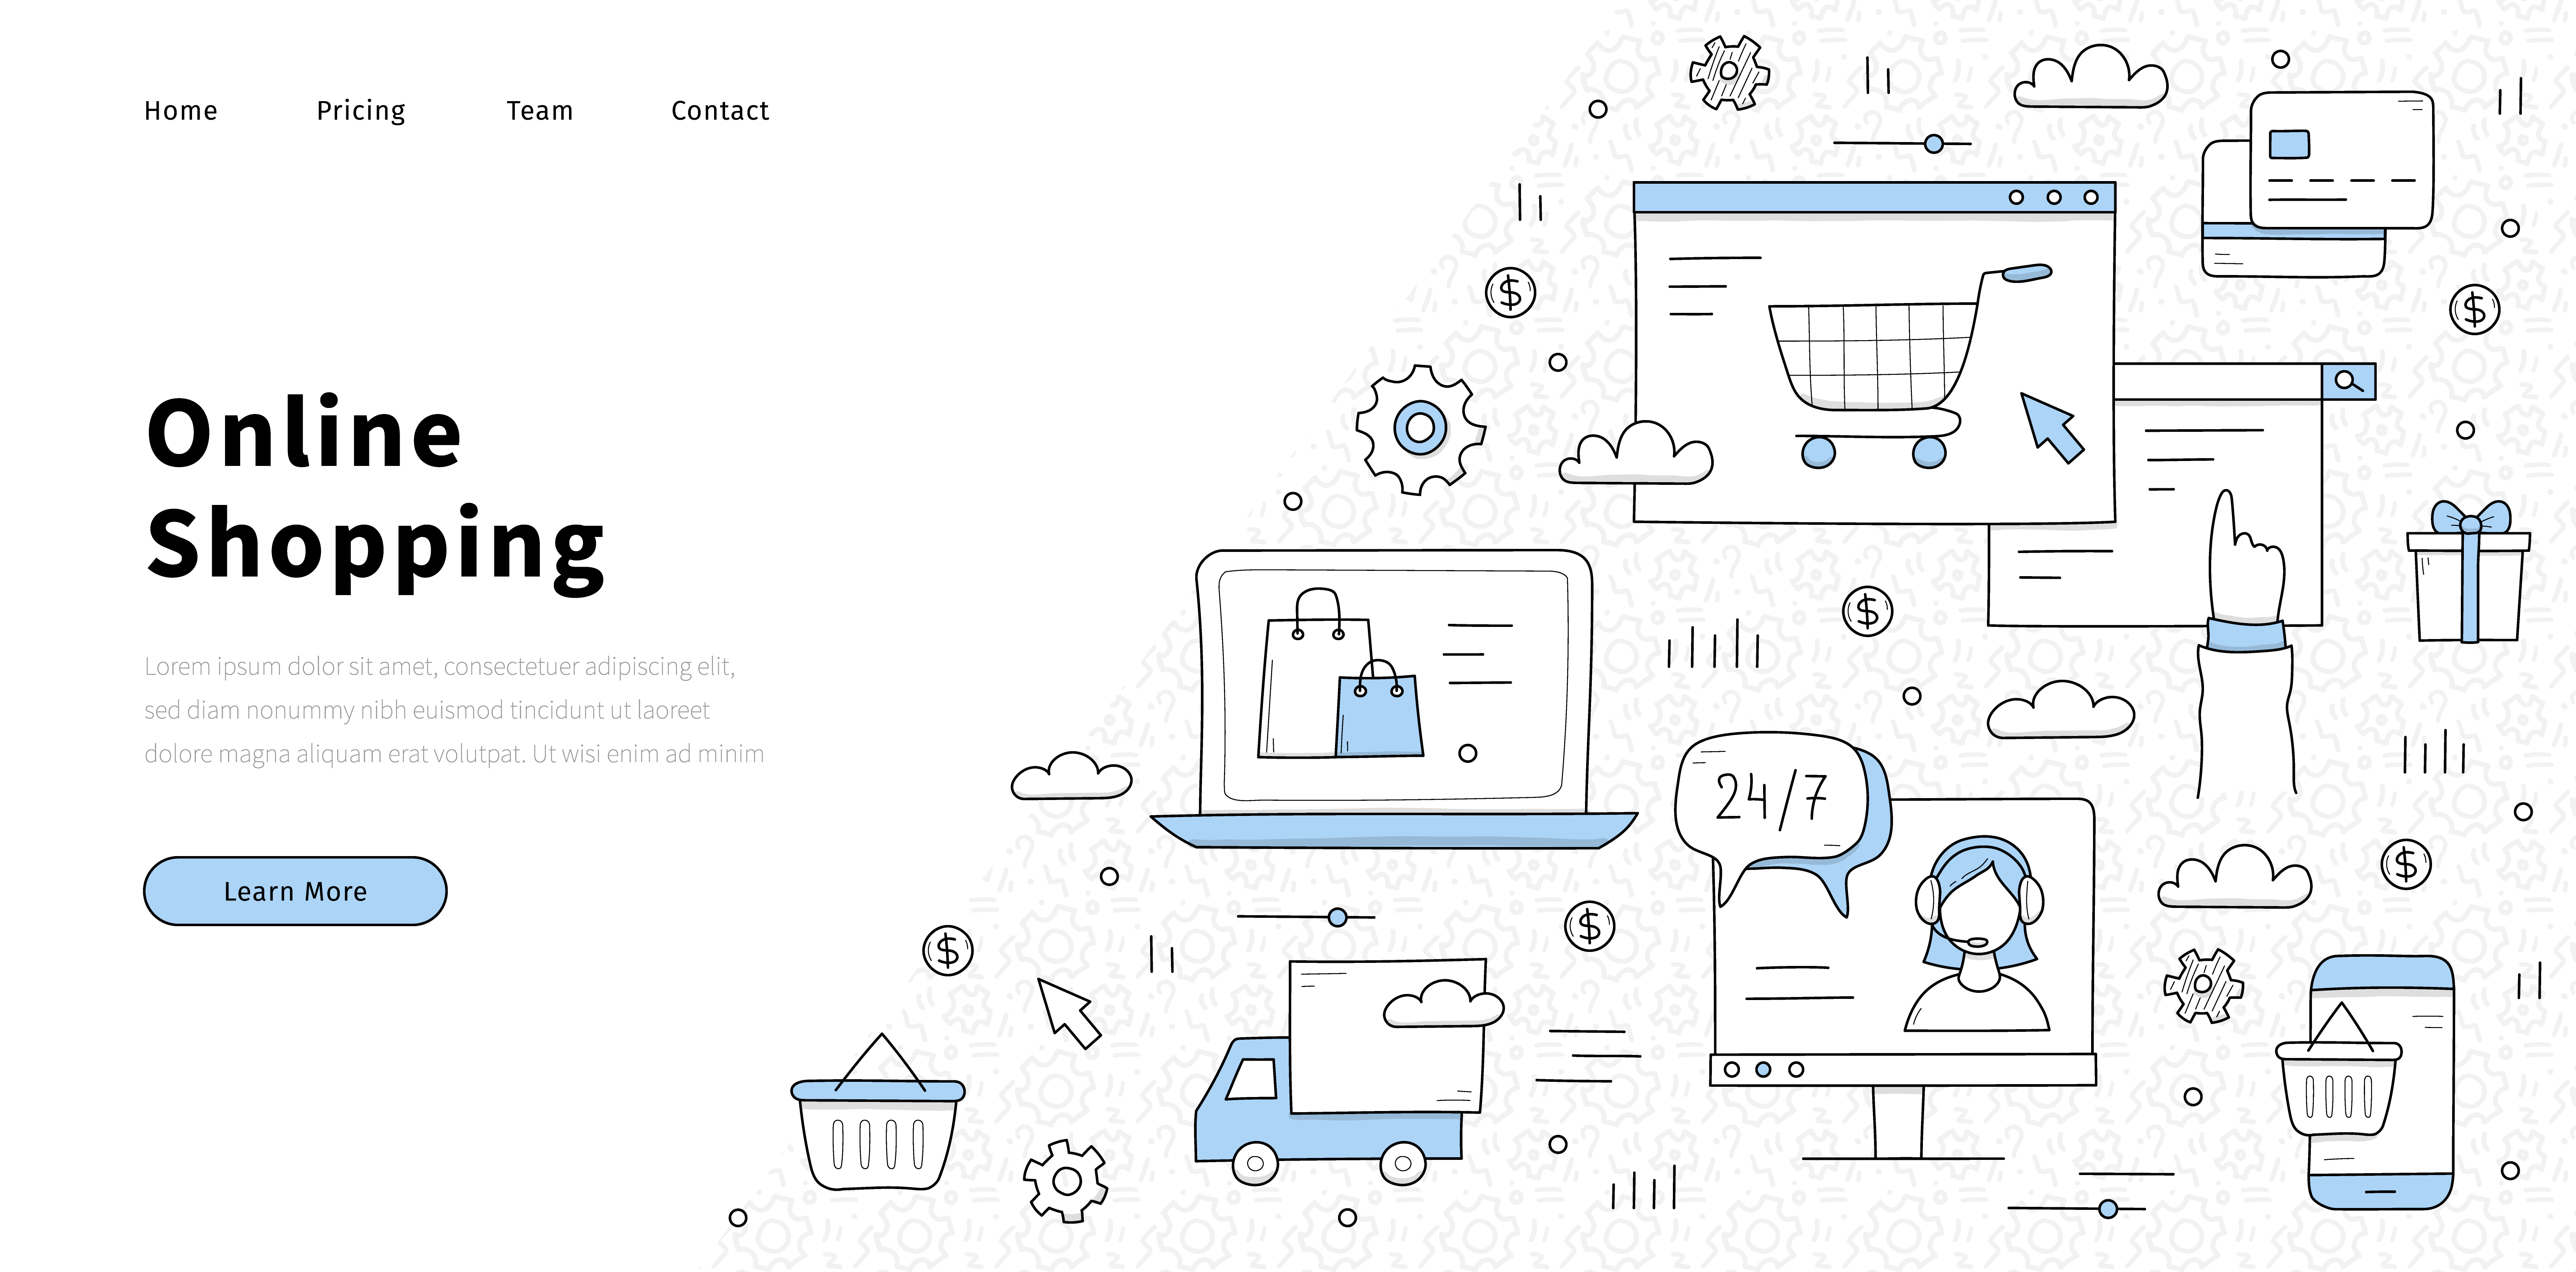 Home Pricing Team Contact
Online
Shopping
Lorem ipsum dolor sit amet, consectetuer adipiscing elit,
sed diam nonummy nibh euismod tincidunt ut laoreet
dolore magna aliquam erat volutpat. Ut wisi enim ad minim
Learn More
$
$
$
24/7
$
$
$